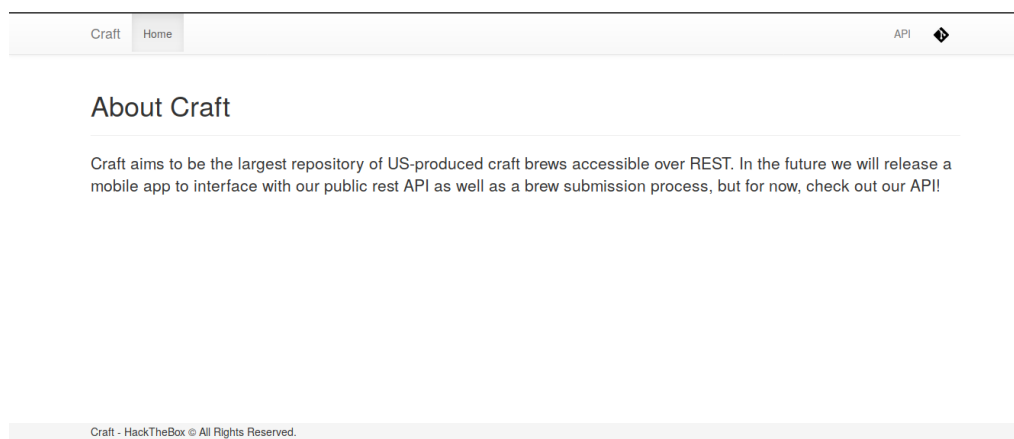 Craft Home API
About Craft
Craft aims to be the largest repository of US-produced craft brews accessible over REST. In the future we will release a
mobile app to interface with our public rest API as well as a brew submission process, but for now, check out our API!
Craft - HackTheBox © All Rights Reserved.